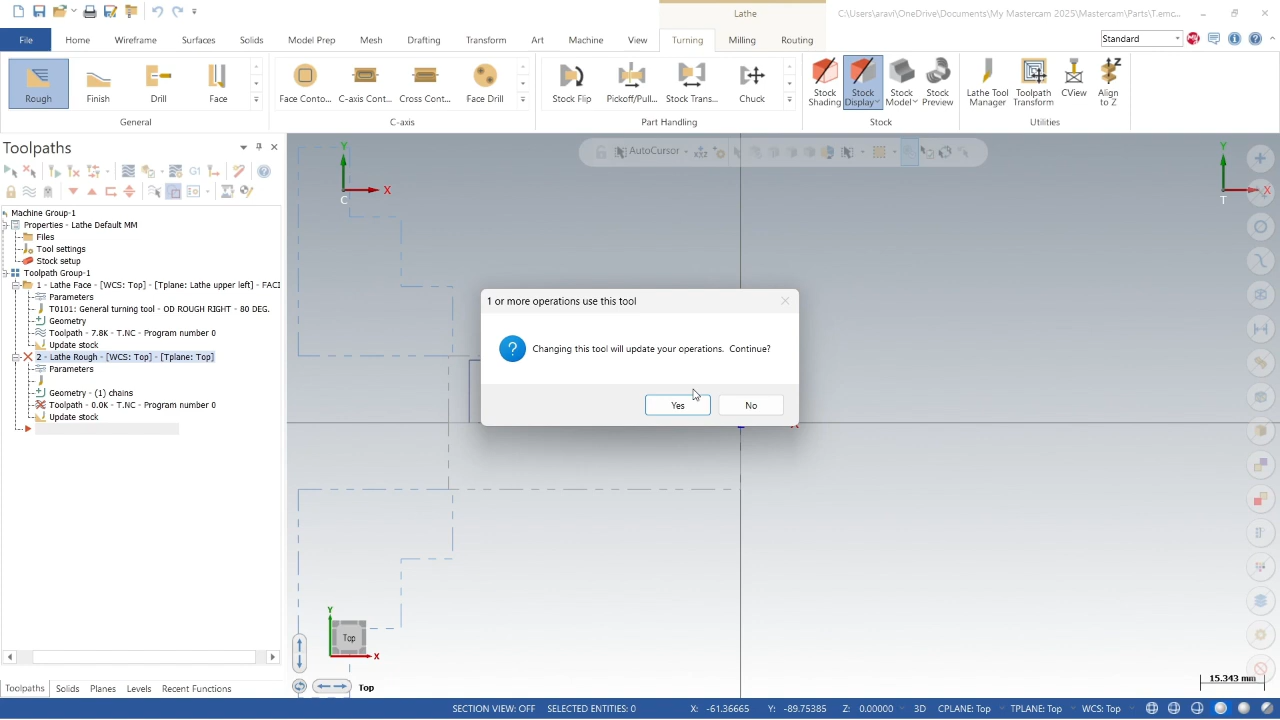 Lathe
C:\Users\aravi\OneDrive\Documents\My Mastercam 2025\Mastercam\Parts\T.emc...
File
Home
Wireframe
Surfaces
Solids
Model Prep
Mesh
Drafting
Transform
Art
Machine
View
Turning
Milling
Routing
Standard
Rough
Finish
Drill
Face
Face Conto...
C-axis Cont...
Cross Cont...
Face Drill
Stock Flip
Pickoff/Pull...
Stock Trans...
Chuck
Stock Shading
Stock Display
Stock Model
Stock Preview
Lathe Tool Manager
Toolpath Transform
CView
Align to Z
General
C-axis
Part Handling
Stock
Utilities
Toolpaths
AutoCursor
G1
Machine Group-1
Properties - Lathe Default MM
Files
Tool settings
Stock setup
Toolpath Group-1
1 - Lathe Face - [WCS: Top] - [Tplane: Lathe upper left] - FACI
Parameters
T0101: General turning tool - OD ROUGH RIGHT - 80 DEG.
Geometry
Toolpath - 7.8K - T.NC - Program number 0
Update stock
2 - Lathe Rough - [WCS: Top] - [Tplane: Top]
Parameters
Geometry - (1) chains
Toolpath - 0.0K - T.NC - Program number 0
Update stock
Y
X
C
Y
X
T
1 or more operations use this tool
Changing this tool will update your operations. Continue?
Yes
No
Y
Top
X
Top
15.343 mm
Toolpaths
Solids
Planes
Levels
Recent Functions
SECTION VIEW: OFF
SELECTED ENTITIES: 0
X: -61.36665
Y: -89.75385
Z: 0.00000
3D
CPLANE: Top
TPLANE: Top
WCS: Top